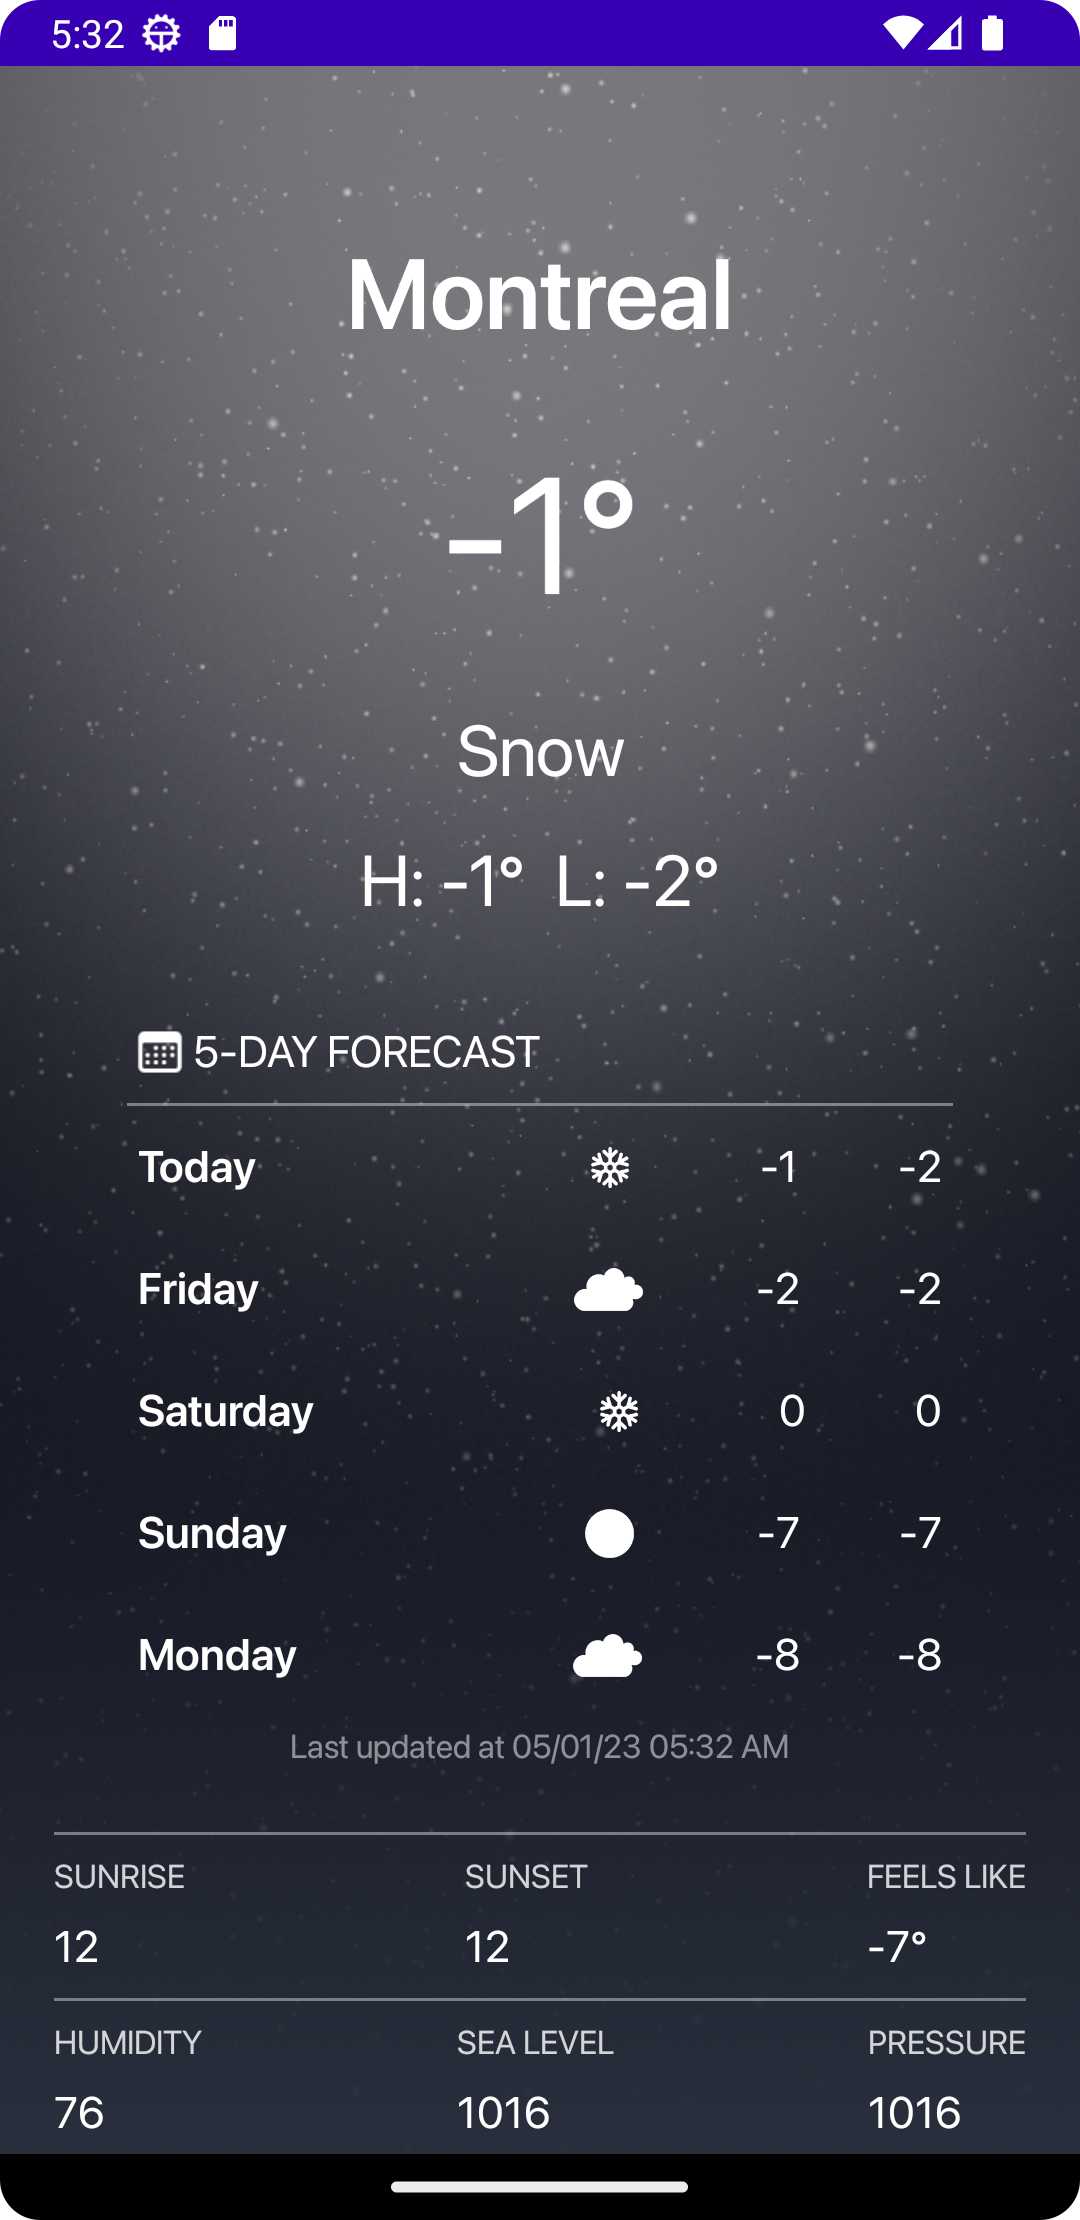 5:32
Montreal
-1°
Snow
H: -1° L: -2°
5-DAY FORECAST
Today -1 -2
Friday -2 -2
Saturday 0 0
Sunday -7 -7
Monday -8 -8
Last updated at 05/01/23 05:32 AM
SUNRISE SUNSET FEELS LIKE
12 12 -7°
HUMIDITY SEA LEVEL PRESSURE
76 1016 1016